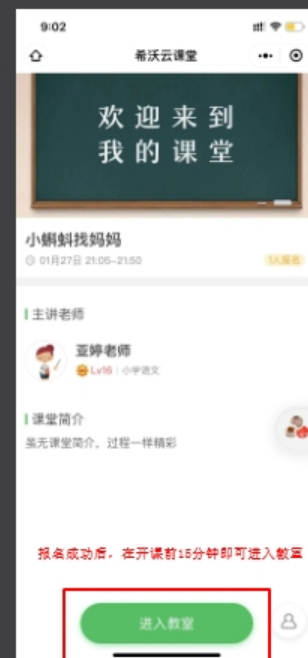 9:02
希沃云课堂
欢迎来到
我的课堂
小蝌蚪找妈妈
01月27日 21:05-21:50
1人报名
主讲老师
亚婷老师
Lv16 | 小学语文
课堂简介
虽无课堂简介，过程一样精彩
报名成功后，在开课前15分钟即可进入教室
进入教室